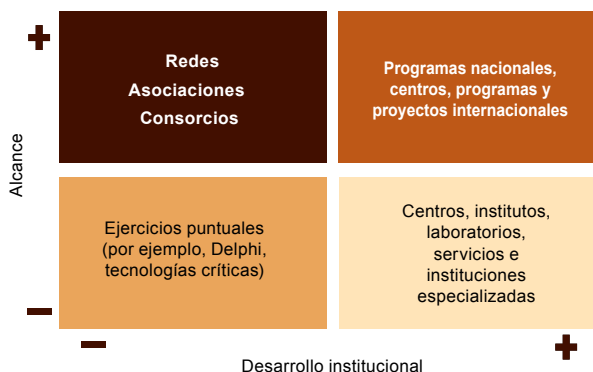 +
Redes
Asociaciones
Consorcios
Programas nacionales,
centros, programas y
proyectos internacionales
Alcance
Ejercicios puntuales
(por ejemplo, Delphi,
tecnologías críticas)
Centros, institutos,
laboratorios,
servicios e
instituciones
especializadas
−
−
+
Desarrollo institucional